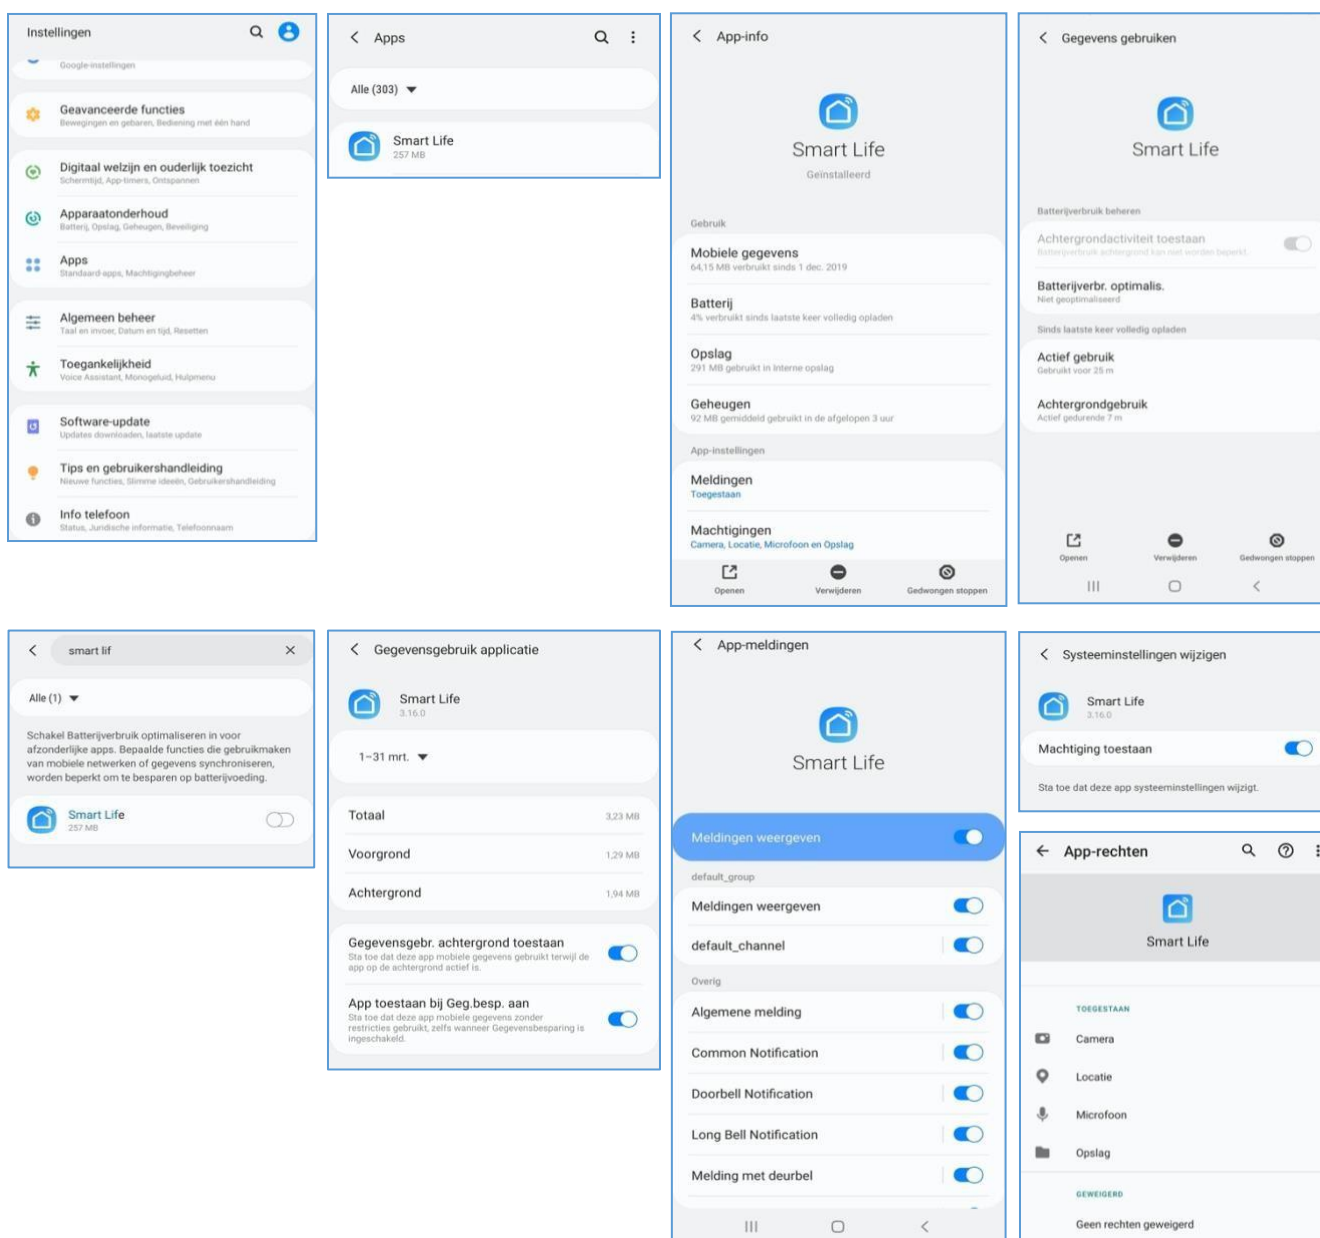 Instellingen
Google-instellingen
Geavanceerde functies
Bewegingen en gebaren, Bediening met één hand
Digitaal welzijn en ouderlijk toezicht
Schermtijd, App-timers, Ontspannen
Apparaatonderhoud
Batterij, Opslag, Geheugen, Beveiliging
Apps
Standaard-apps, Machtigingbeheer
Algemeen beheer
Taal en invoer, Datum en tijd, Resetten
Toegankelijkheid
Voice Assistant, Monogeluid, Hulpmenu
Software-update
Updates downloaden, laatste update
Tips en gebruikershandleiding
Nieuwe functies, Slimme ideeën, Gebruikershandleiding
Info telefoon
Status, Juridische informatie, Telefoonnaam
Apps
Alle (303)
Smart Life
257 MB
App-info
Smart Life
Geïnstalleerd
Gebruik
Mobiele gegevens
64,15 MB verbruikt sinds 1 dec. 2019
Batterij
4% verbruikt sinds laatste keer volledig opladen
Opslag
291 MB gebruikt in Interne opslag
Geheugen
92 MB gemiddeld gebruikt in de afgelopen 3 uur
App-instellingen
Meldingen
Toegestaan
Machtigingen
Camera, Locatie, Microfoon en Opslag
Openen
Verwijderen
Gedwongen stoppen
Gegevens gebruiken
Smart Life
Batterijverbruik beheren
Achtergrondactiviteit toestaan
Batterijverbruik achtergrond kan niet worden beperkt.
Batterijverbr. optimalis.
Niet geoptimaliseerd
Sinds laatste keer volledig opladen
Actief gebruik
Gebruikt voor 25 m
Achtergrondgebruik
Actief gedurende 7 m
Openen
Verwijderen
Gedwongen stoppen
smart lif
Alle (1)
Schakel Batterijverbruik optimaliseren in voor
afzonderlijke apps. Bepaalde functies die gebruikmaken
van mobiele netwerken of gegevens synchroniseren,
worden beperkt om te besparen op batterijvoeding.
Smart Life
257 MB
Gegevensgebruik applicatie
Smart Life
3.16.0
1–31 mrt.
Totaal
3,23 MB
Voorgrond
1,29 MB
Achtergrond
1,94 MB
Gegevensgebr. achtergrond toestaan
Sta toe dat deze app mobiele gegevens gebruikt terwijl de
app op de achtergrond actief is.
App toestaan bij Geg.besp. aan
Sta toe dat deze app mobiele gegevens zonder
restricties gebruikt, zelfs wanneer Gegevensbesparing is
ingeschakeld.
App-meldingen
Smart Life
Meldingen weergeven
default_group
Meldingen weergeven
default_channel
Overig
Algemene melding
Common Notification
Doorbell Notification
Long Bell Notification
Melding met deurbel
Systeeminstellingen wijzigen
Smart Life
3.16.0
Machtiging toestaan
Sta toe dat deze app systeeminstellingen wijzigt.
App-rechten
Smart Life
TOEGESTAAN
Camera
Locatie
Microfoon
Opslag
GEWEIGERD
Geen rechten geweigerd